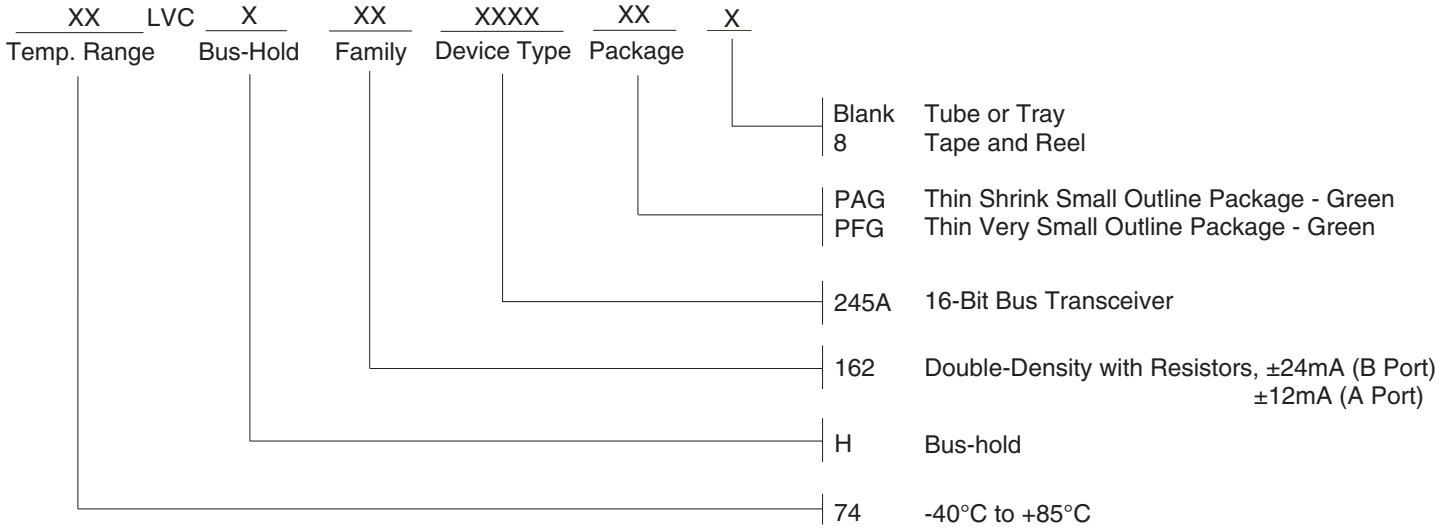 XX LVC X XX XXXX XX X
Temp. Range Bus-Hold Family Device Type Package
Blank Tube or Tray
8 Tape and Reel
PAG Thin Shrink Small Outline Package - Green
PFG Thin Very Small Outline Package - Green
245A 16-Bit Bus Transceiver
162 Double-Density with Resistors, ±24mA (B Port)
±12mA (A Port)
H Bus-hold
74 -40°C to +85°C